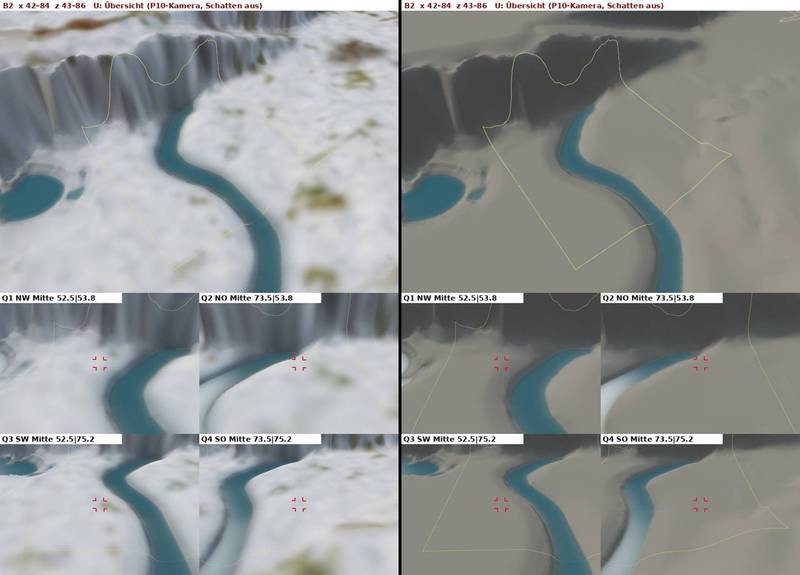 B2 x 42-84 z 43-86 U: Übersicht (P10-Kamera, Schatten aus)
B2 x 42-84 z 43-86 U: Übersicht (P10-Kamera, Schatten aus)
Q1 NW Mitte 52.5|53.8
Q2 NO Mitte 73.5|53.8
Q1 NW Mitte 52.5|53.8
Q2 NO Mitte 73.5|53.8
Q3 SW Mitte 52.5|75.2
Q4 SO Mitte 73.5|75.2
Q3 SW Mitte 52.5|75.2
Q4 SO Mitte 73.5|75.2